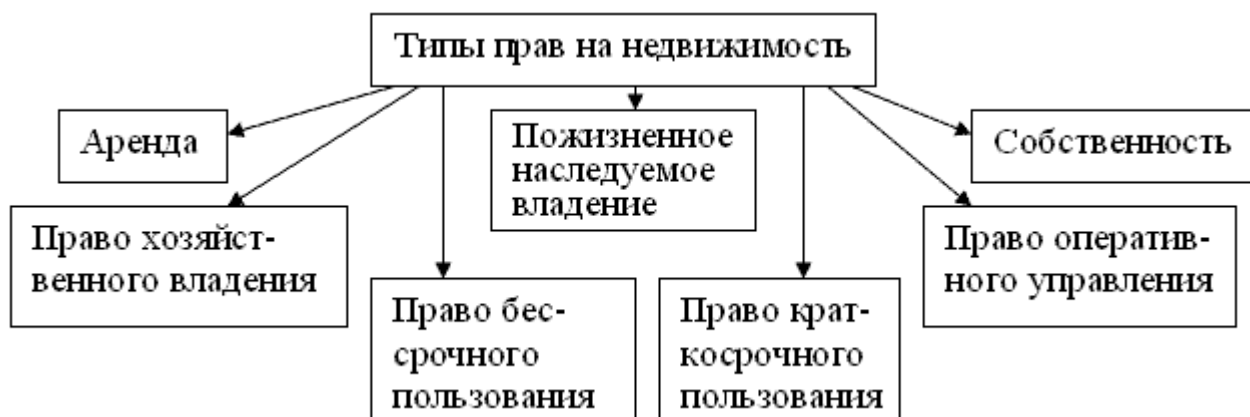 Типы прав на недвижимость
Аренда
Пожизненное
наследуемое
владение
Собственность
Право хозяйст-
венного владения
Право оператив-
ного управления
Право бес-
срочного
пользования
Право крат-
косрочного
пользования